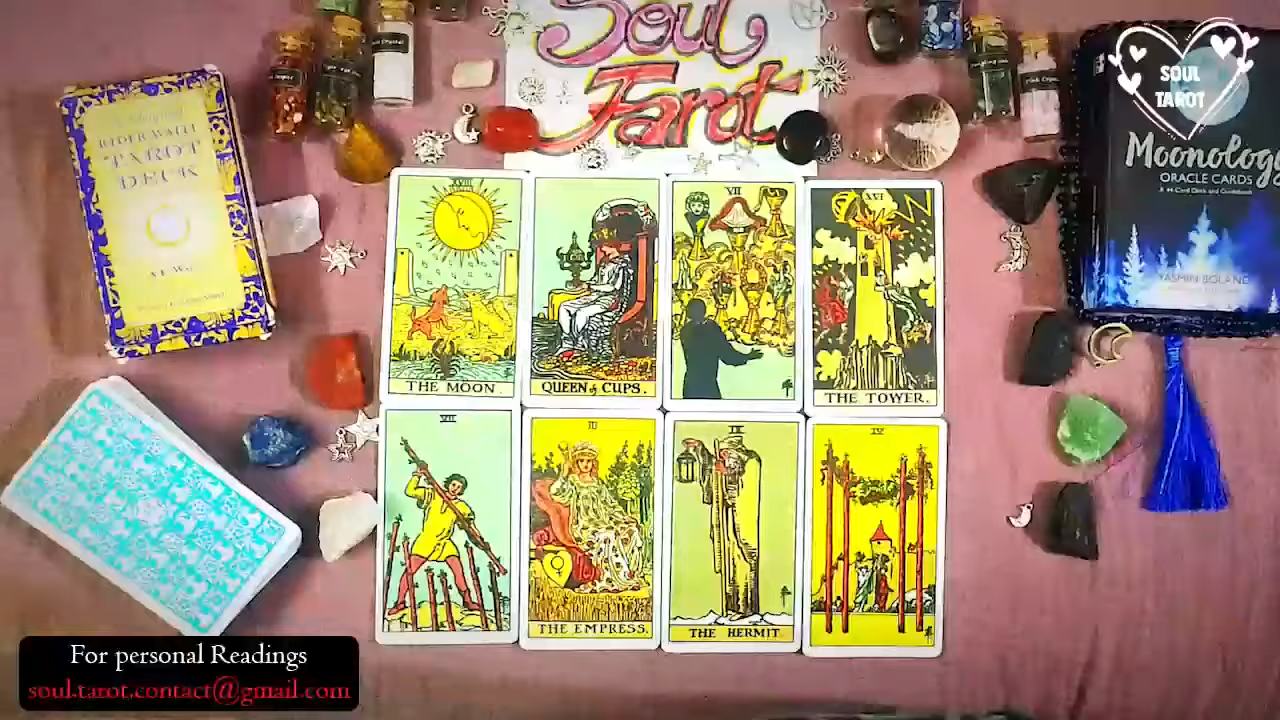 Soul
Tarot
SOUL
TAROT
RIDER WAITE
TAROT
DECK
Moonology
ORACLE CARDS
YASMIN BOLAND
XVIII
THE MOON.
QUEEN of CUPS.
VII
XVI
THE TOWER.
VII
III
THE EMPRESS.
IX
THE HERMIT.
IV
For personal Readings
soul.tarot.contact@gmail.com